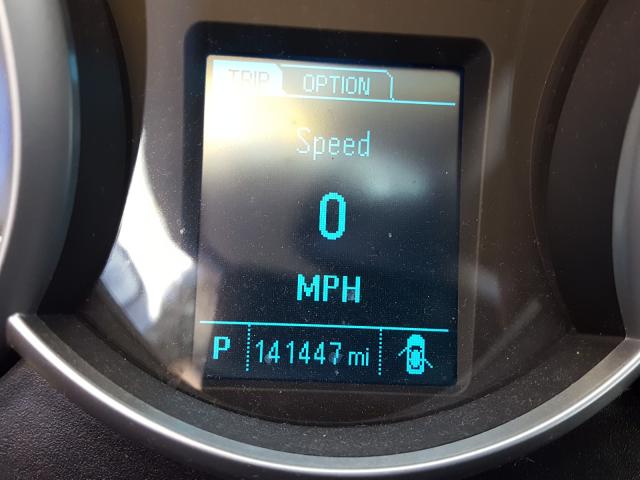 TRIP OPTION
Speed
0
MPH
P 141447 mi